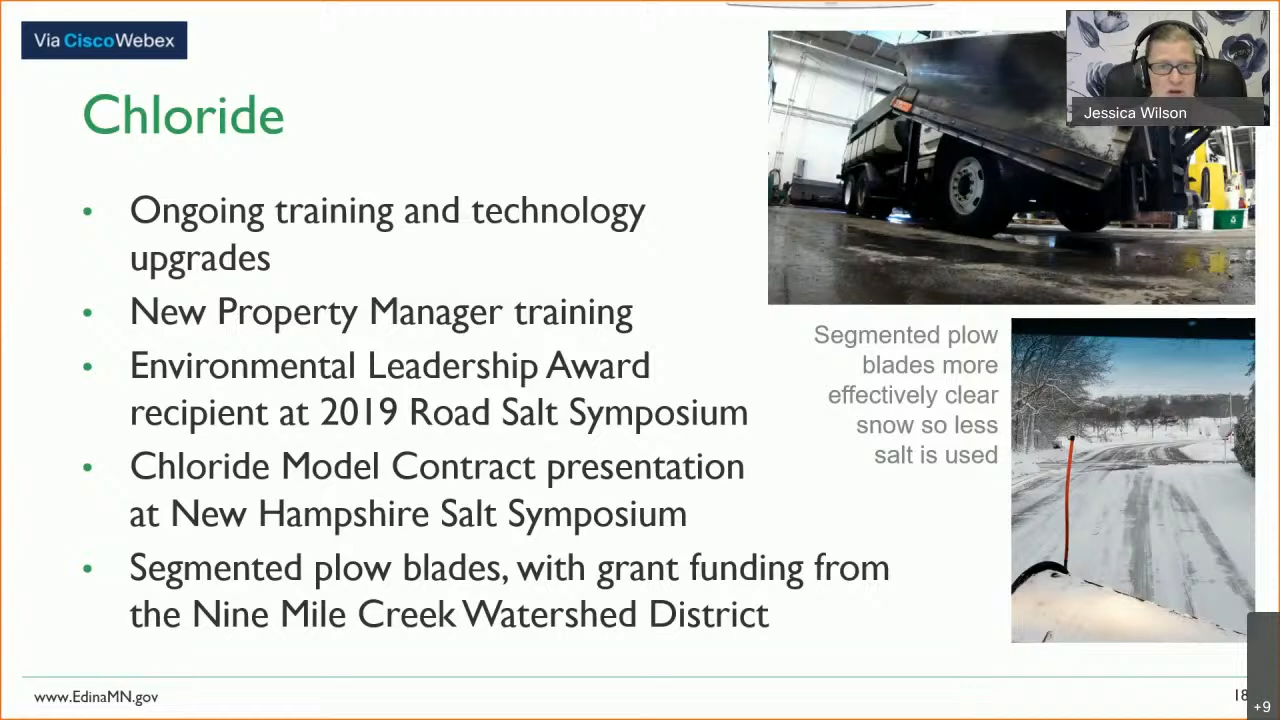 Via CiscoWebex
Jessica Wilson
Chloride
• Ongoing training and technology
upgrades
• New Property Manager training
• Environmental Leadership Award
recipient at 2019 Road Salt Symposium
• Chloride Model Contract presentation
at New Hampshire Salt Symposium
• Segmented plow blades, with grant funding from
the Nine Mile Creek Watershed District
Segmented plow
blades more
effectively clear
snow so less
salt is used
www.EdinaMN.gov
18
+9